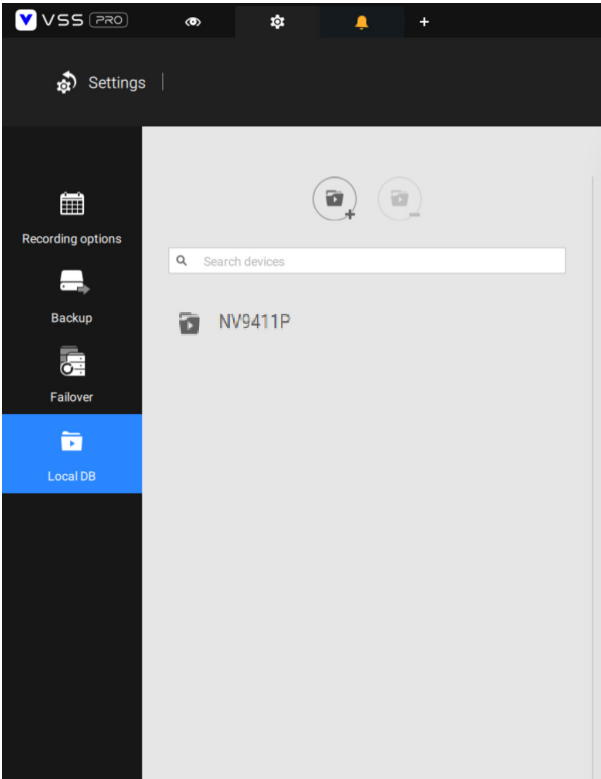 VSS PRO
Settings
Recording options
Backup
Failover
Local DB
Search devices
NV9411P